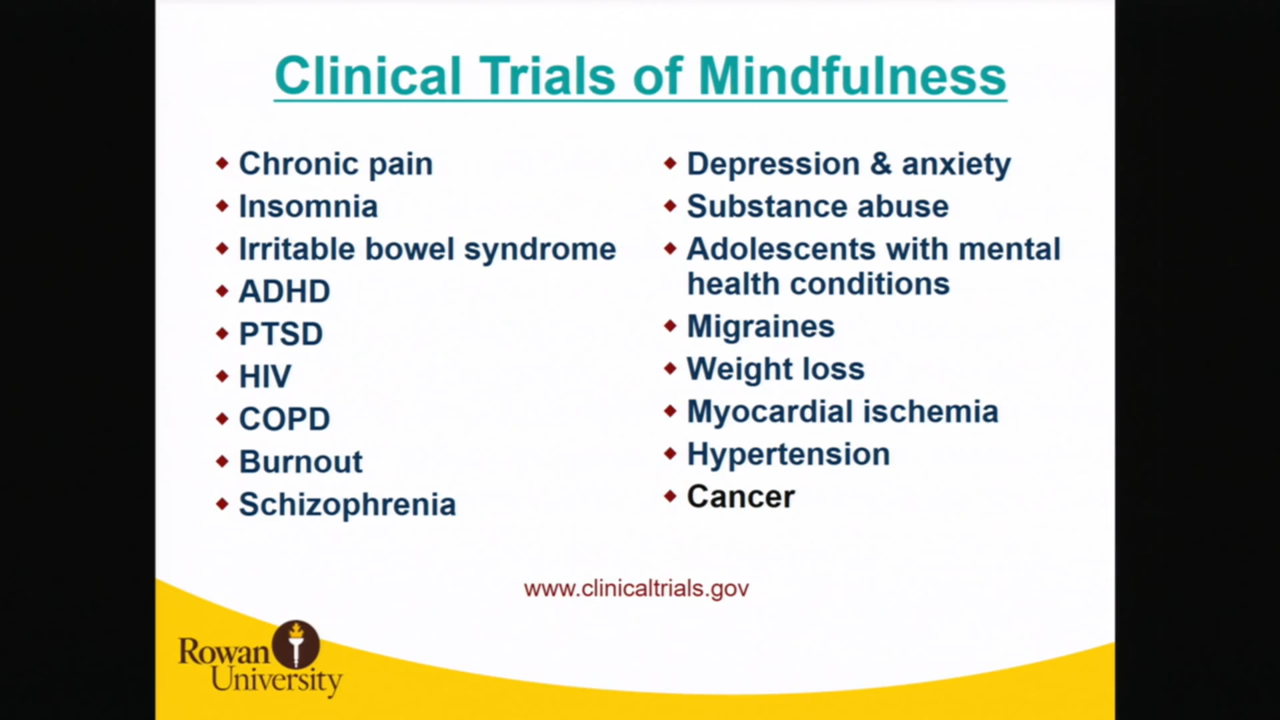 Clinical Trials of Mindfulness
Chronic pain
Insomnia
Irritable bowel syndrome
ADHD
PTSD
HIV
COPD
Burnout
Schizophrenia
Depression & anxiety
Substance abuse
Adolescents with mental
health conditions
Migraines
Weight loss
Myocardial ischemia
Hypertension
Cancer
www.clinicaltrials.gov
Rowan
University